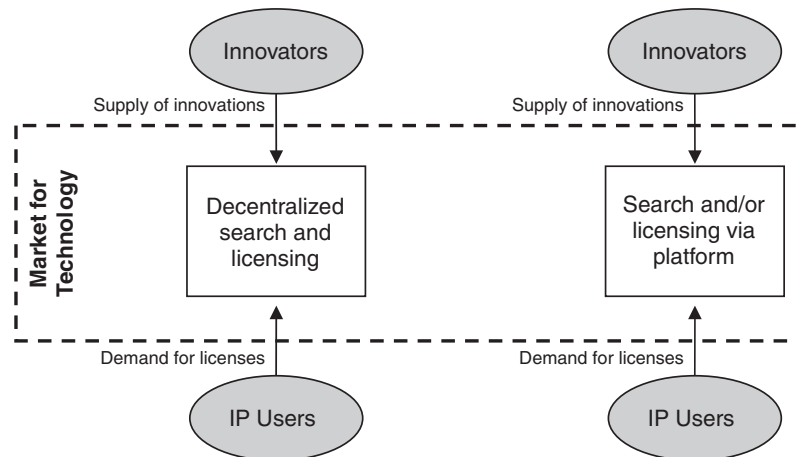 Innovators
Innovators
Supply of innovations
Supply of innovations
Market for
Technology
Decentralized
search and
licensing
Search and/or
licensing via
platform
Demand for licenses
Demand for licenses
IP Users
IP Users